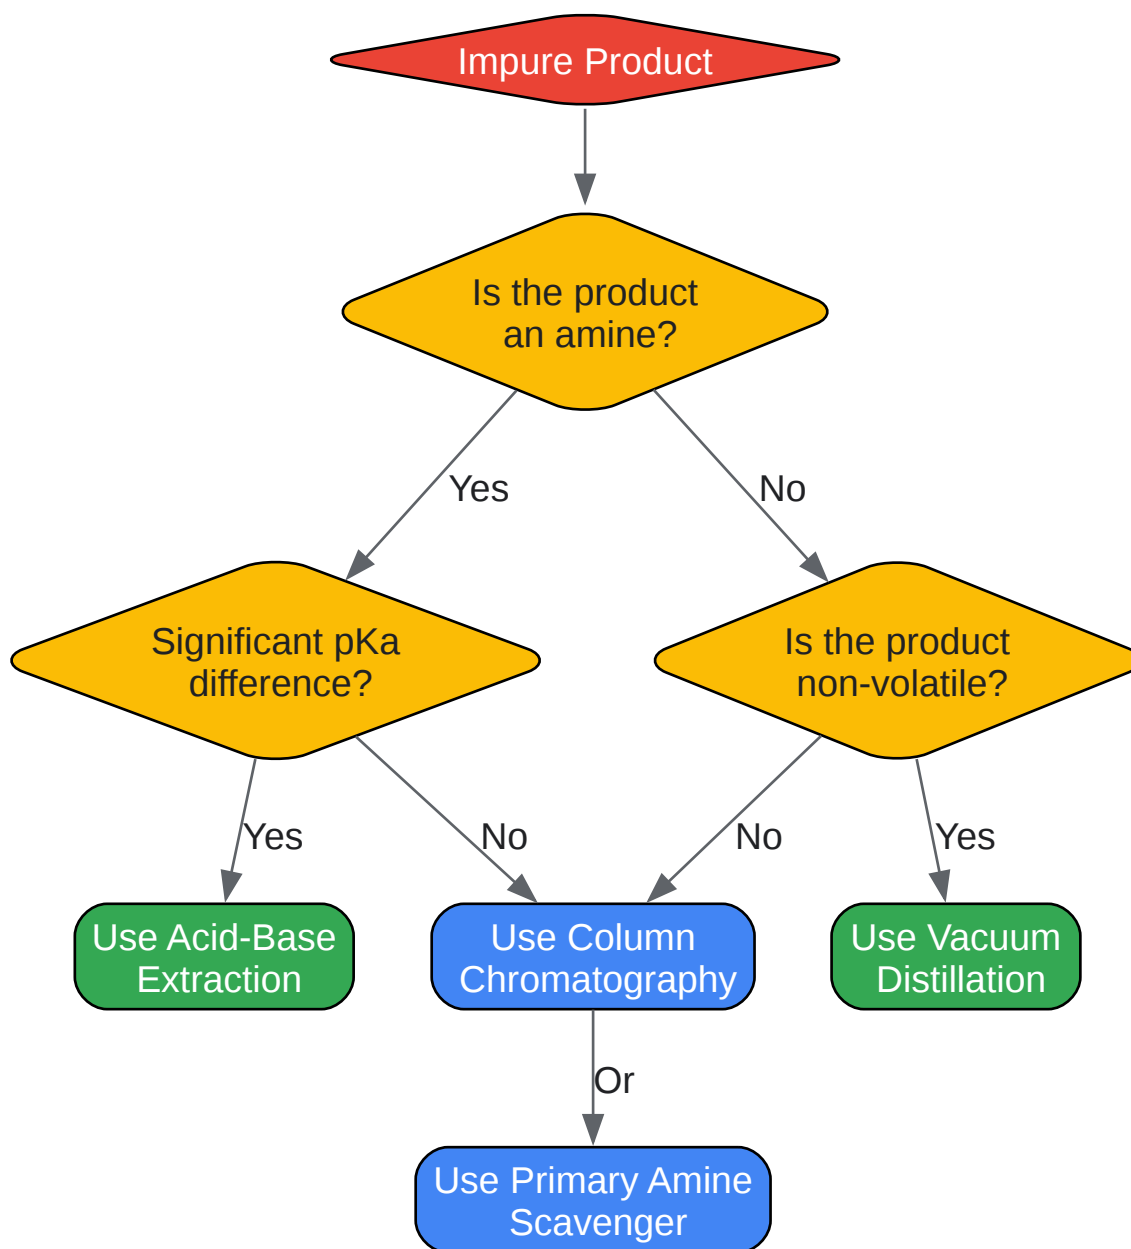 Impure Product
Is the product
an amine?
Yes
No
Significant pKa
difference?
Is the product
non-volatile?
Yes
No
No
Yes
Use Acid-Base
Extraction
Use Column
Chromatography
Use Vacuum
Distillation
Or
Use Primary Amine
Scavenger